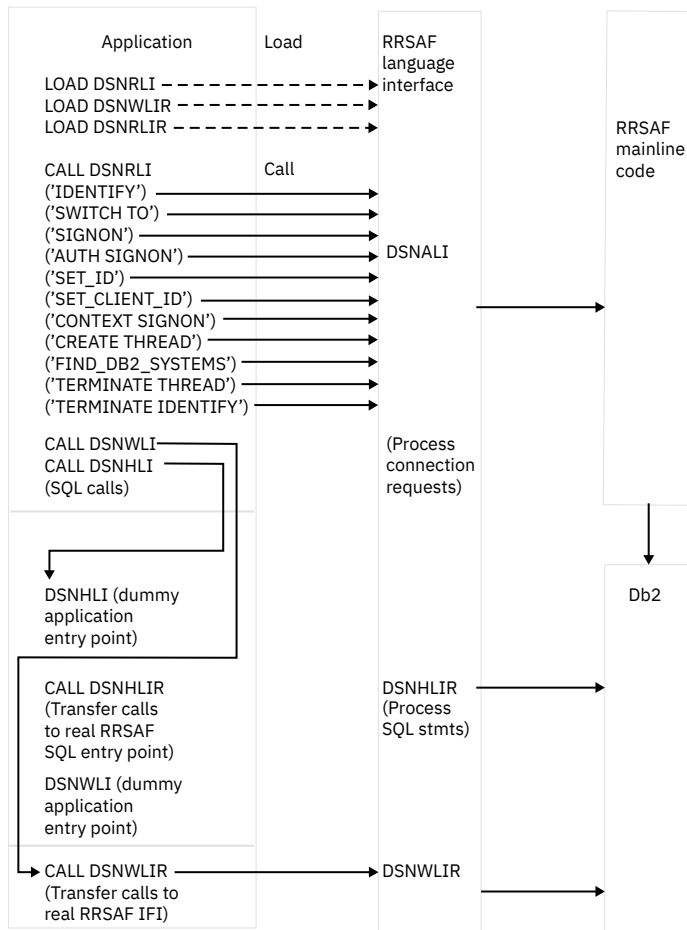 Application
Load
RRSAF
language
interface
LOAD DSNRLI
LOAD DSNWLIR
LOAD DSNRLIR
RRSAF
mainline
code
CALL DSNRLI
Call
('IDENTIFY')
('SWITCH TO')
('SIGNON')
('AUTH SIGNON')
DSNALI
('SET_ID')
('SET_CLIENT_ID')
('CONTEXT SIGNON')
('CREATE THREAD')
('FIND_DB2_SYSTEMS')
('TERMINATE THREAD')
('TERMINATE IDENTIFY')
CALL DSNWLI
CALL DSNHLI
(SQL calls)
(Process
connection
requests)
DSNHLI (dummy
application
entry point)
Db2
CALL DSNHLIR
(Transfer calls
to real RRSAF
SQL entry point)
DSNHLIR
(Process
SQL stmts)
DSNWLI (dummy
application
entry point)
CALL DSNWLIR
(Transfer calls to
real RRSAF IFI)
DSNWLIR